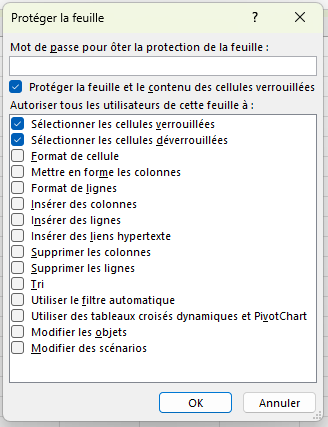 Protéger la feuille
?
Mot de passe pour ôter la protection de la feuille :
Protéger la feuille et le contenu des cellules verrouillées
Autoriser tous les utilisateurs de cette feuille à :
Sélectionner les cellules verrouillées
Sélectionner les cellules déverrouillées
Format de cellule
Mettre en forme les colonnes
Format de lignes
Insérer des colonnes
Insérer des lignes
Insérer des liens hypertexte
Supprimer les colonnes
Supprimer les lignes
Tri
Utiliser le filtre automatique
Utiliser des tableaux croisés dynamiques et PivotChart
Modifier les objets
Modifier des scénarios
OK
Annuler